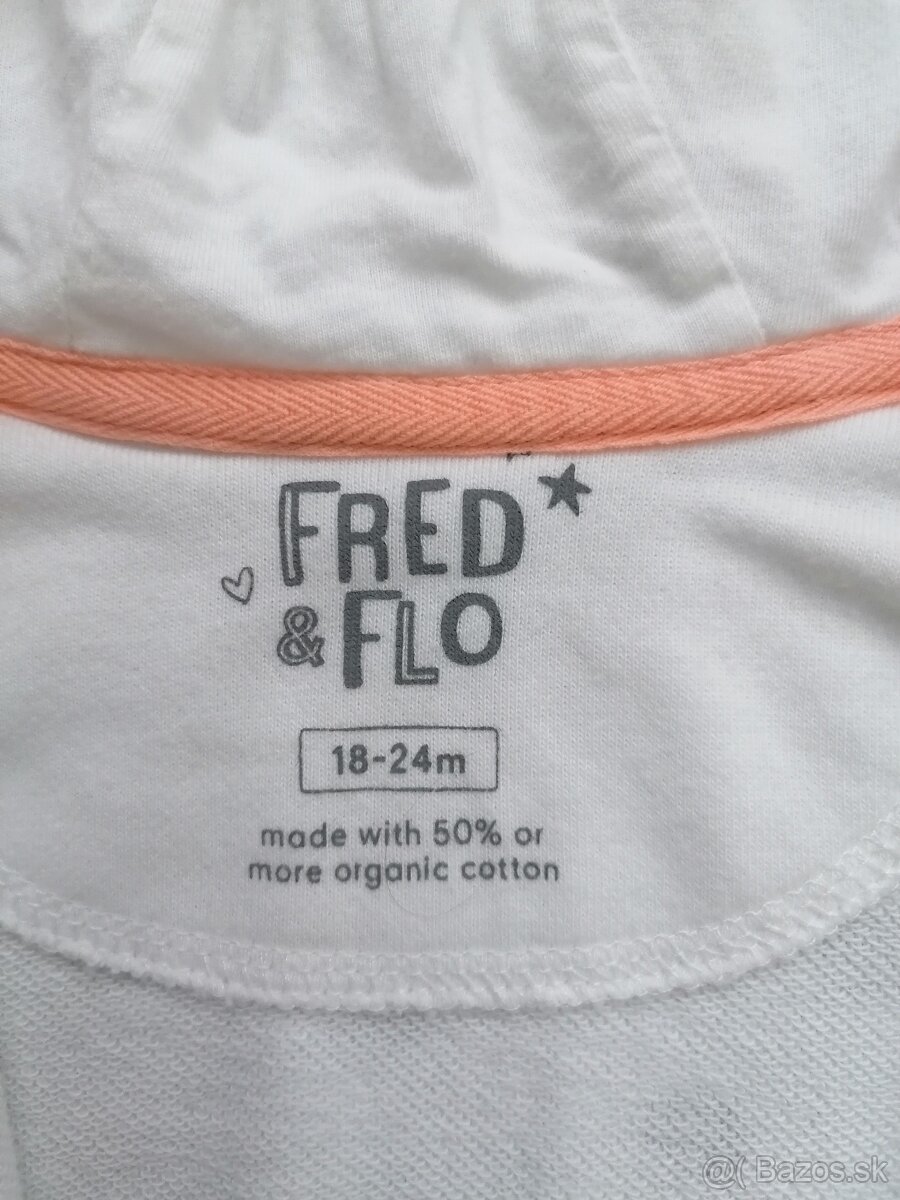 FRED
& FLO
18-24m
made with 50% or
more organic cotton
@( Bazos.sk